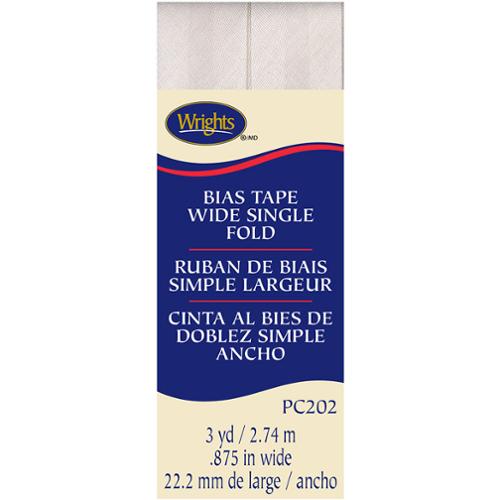 Wrights
®/MD
BIAS TAPE
WIDE SINGLE
FOLD
RUBAN DE BIAIS
SIMPLE LARGEUR
CINTA AL BIES DE
DOBLEZ SIMPLE
ANCHO
PC202
3 yd / 2.74 m
.875 in wide
22.2 mm de large / ancho